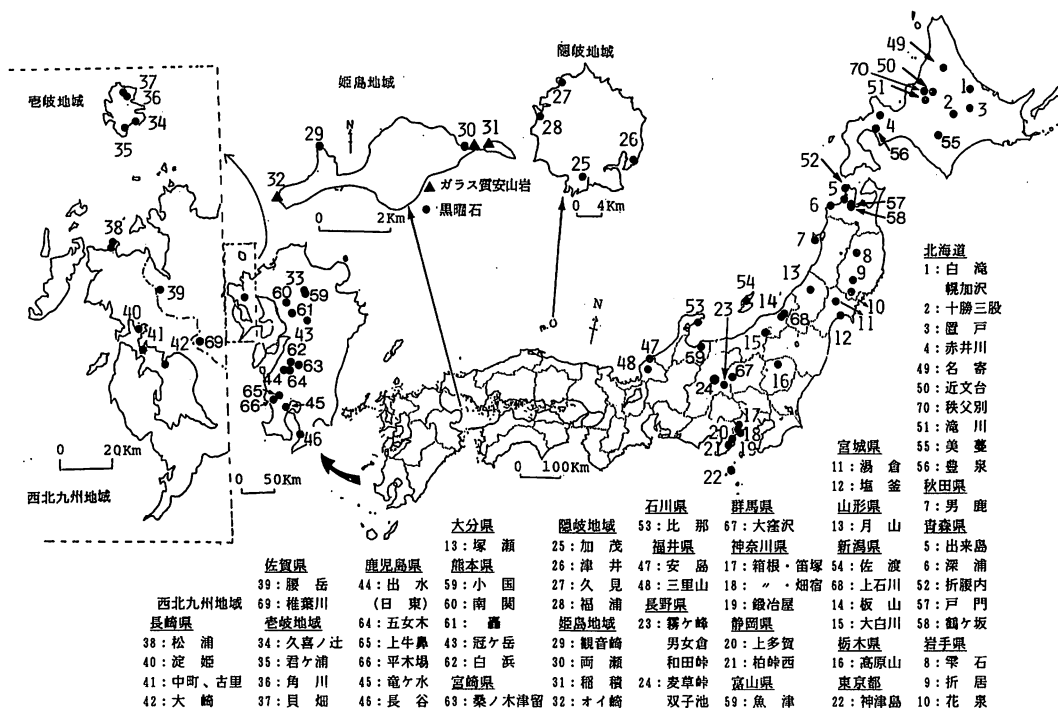 壱岐地域
37
36
34
35
姫島地域
29
N
30
31
32
▲ ガラス質安山岩
● 黒曜石
0 2Km
隠岐地域
27
28
26
25
0 4Km
38
39
40
41
42
69
0 20Km
西北九州地域
33
60
59
61
43
62
63
44
64
65
66
45
46
0 50Km
N
0 100Km
49
50
70
51
1
2
3
4
55
56
52
5
6
57
58
7
8
9
10
11
12
13
54
14
68
15
53
59
23
47
48
24
67
16
17
20
18
21
19
22
北海道
1:白滝
幌加沢
2:十勝三股
3:置戸
4:赤井川
49:名寄
50:近文台
70:秩父別
51:滝川
55:美蔓
56:豊泉
宮城県
11:湯倉
12:塩釜
秋田県
7:男鹿
山形県
13:月山
青森県
5:出来島
6:深浦
52:折腰内
57:戸門
58:鶴ケ坂
新潟県
54:佐渡
68:上石川
14:板山
15:大白川
岩手県
8:雫石
9:折居
10:花泉
栃木県
16:高原山
東京都
22:神津島
群馬県
67:大窪沢
神奈川県
17:箱根・笛塚
18:〃・畑宿
19:鍛冶屋
静岡県
20:上多賀
21:柏峠西
富山県
59:魚津
石川県
53:比那
福井県
47:安島
48:三里山
長野県
23:霧ケ峰
男女倉
和田峠
24:麦草峠
双子池
隠岐地域
25:加茂
26:津井
27:久見
28:福浦
姫島地域
29:観音崎
30:両瀬
31:稲積
32:オイ崎
大分県
13:塚瀬
熊本県
59:小国
60:南関
61:轟
43:冠ケ岳
62:白浜
宮崎県
63:桑ノ木津留
鹿児島県
44:出水
(日東)
64:五女木
65:上牛鼻
66:平木場
45:竜ケ水
46:長谷
佐賀県
39:腰岳
69:椎葉川
壱岐地域
34:久喜ノ辻
35:君ケ浦
36:角川
37:貝畑
西北九州地域
長崎県
38:松浦
40:淀姫
41:中町、古里
42:大崎